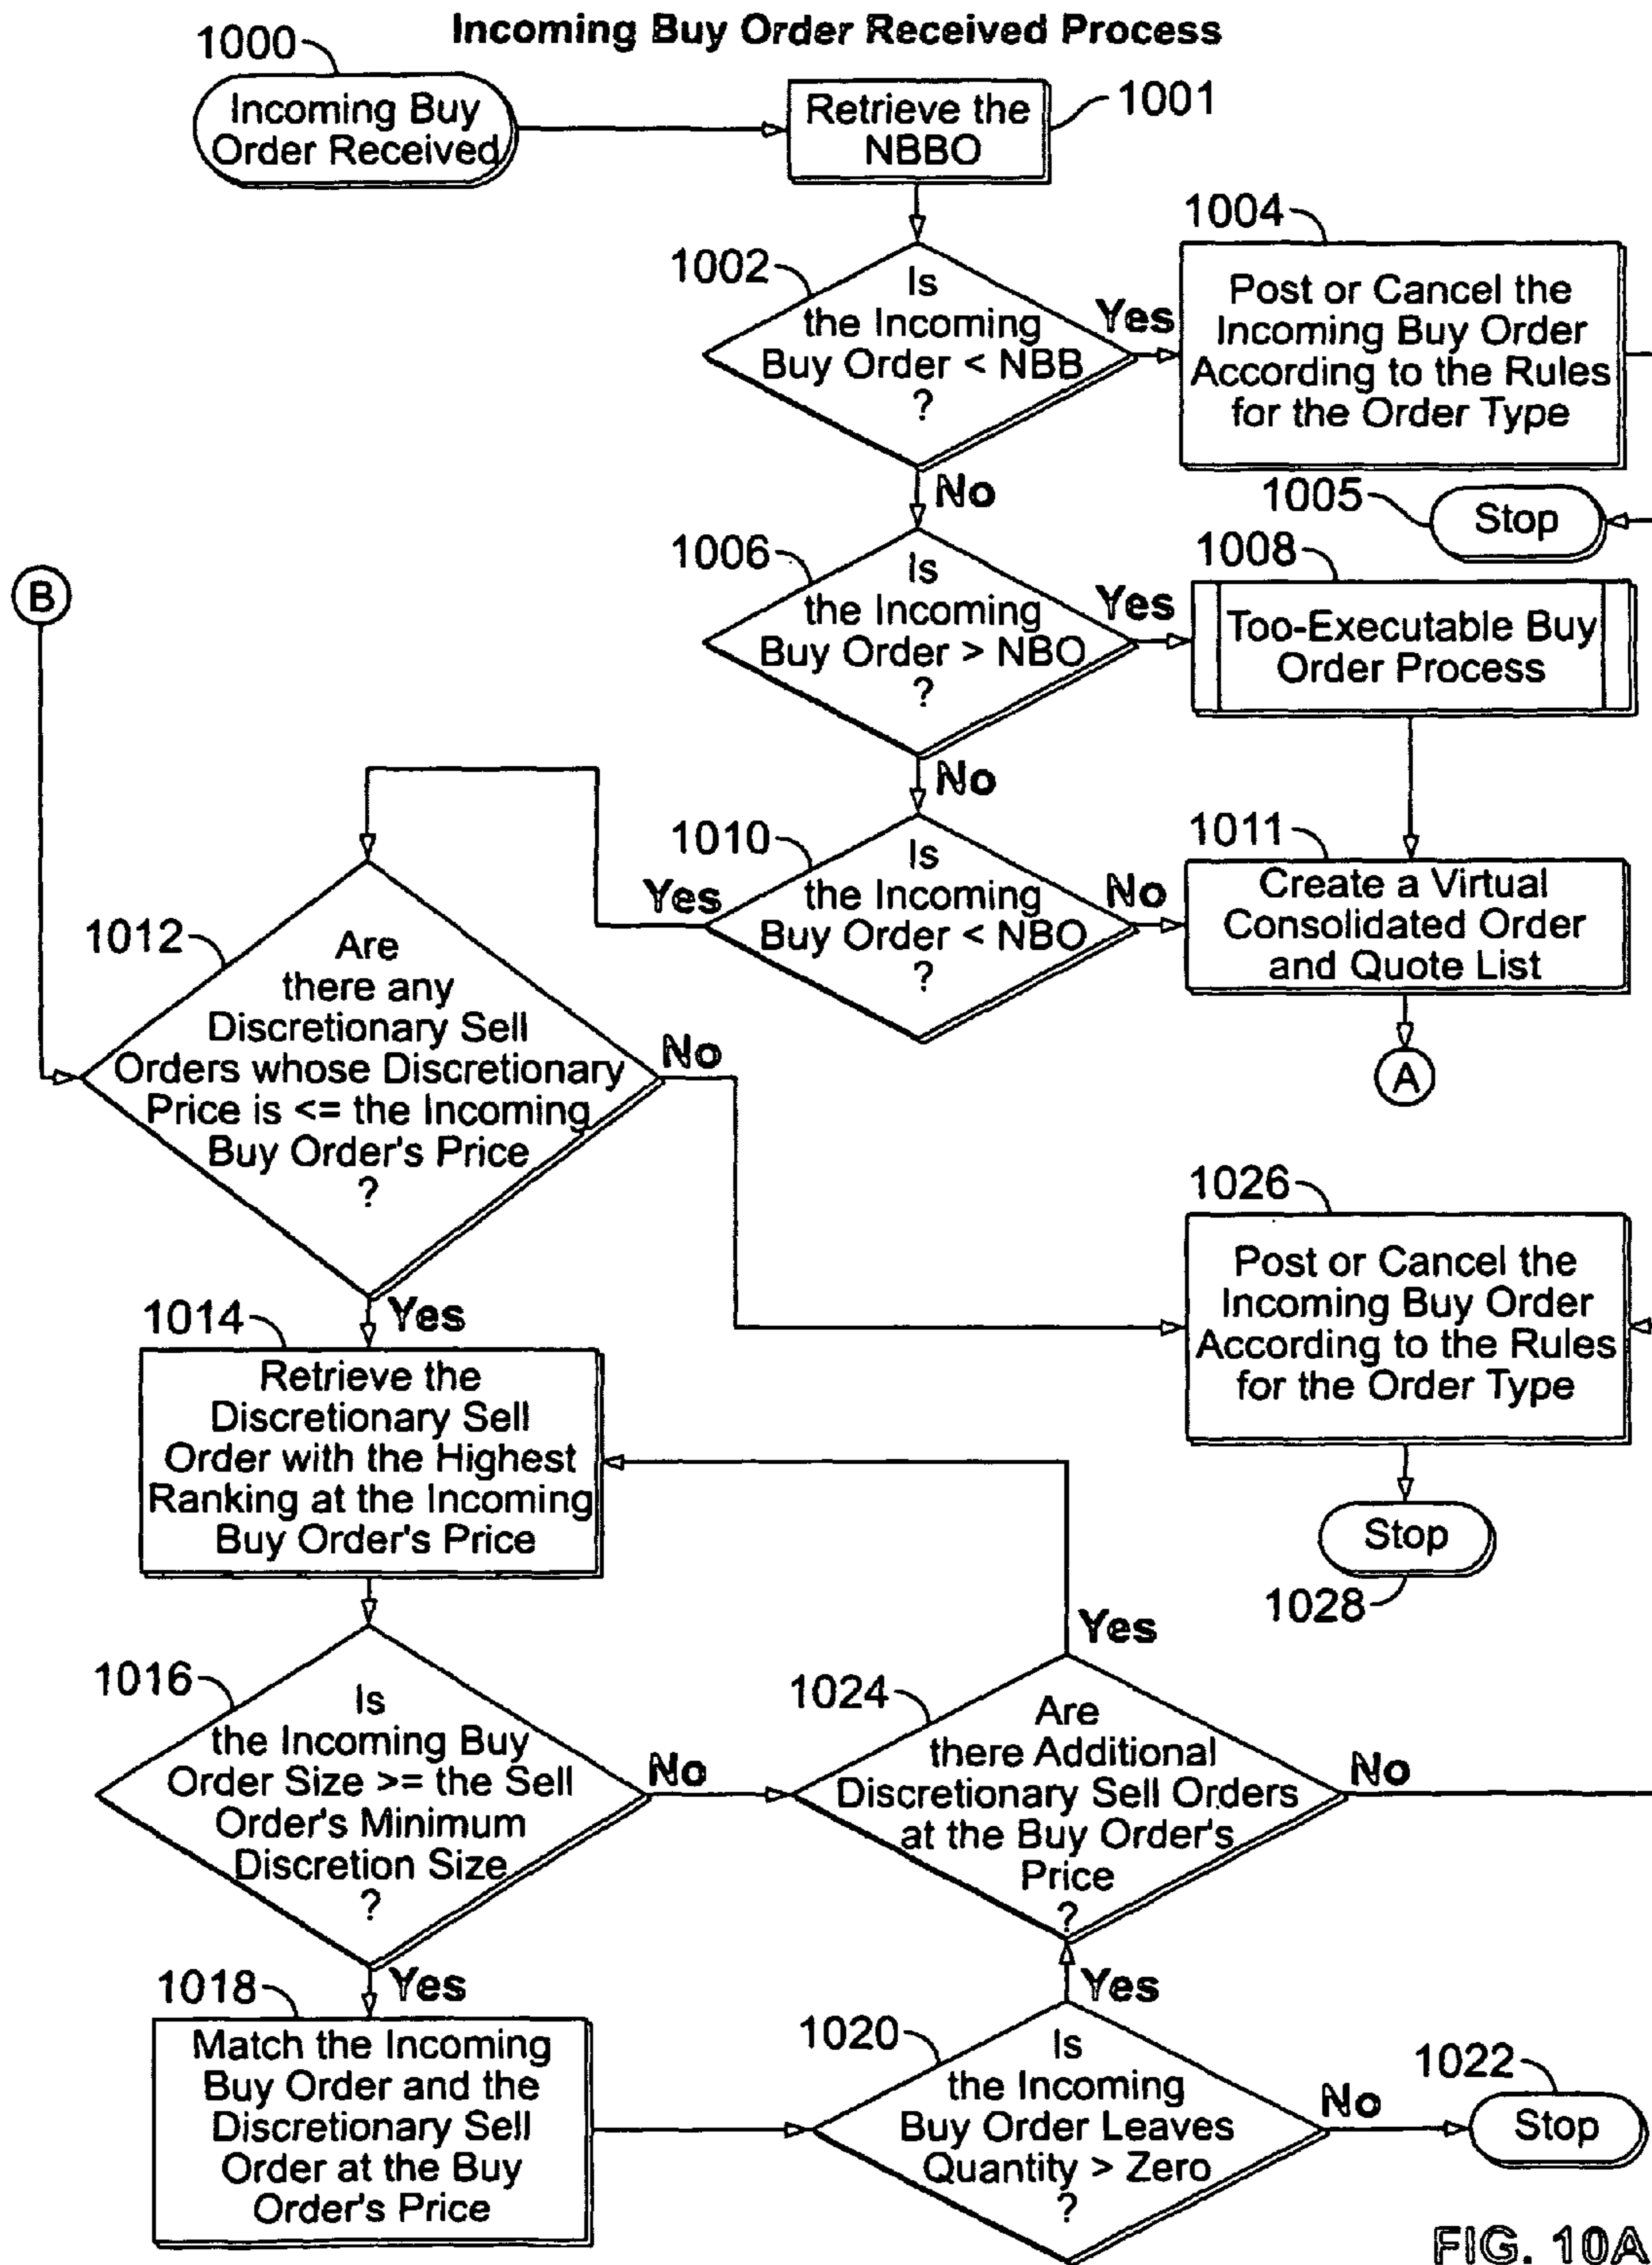 Incoming Buy Order Received Process
1000
Incoming Buy
Order Received
Retrieve the
NBBO
1001
1002
Is
the Incoming
Buy Order < NBB
?
Yes
No
1004
Post or Cancel the
Incoming Buy Order
According to the Rules
for the Order Type
1005
Stop
1006
Is
the Incoming
Buy Order > NBO
?
Yes
No
1008
Too-Executable Buy
Order Process
B
1010
Is
the Incoming
Buy Order < NBO
?
Yes
No
1011
Create a Virtual
Consolidated Order
and Quote List
A
1012
Are
there any
Discretionary Sell
Orders whose Discretionary
Price is <= the Incoming
Buy Order's Price
?
No
Yes
1026
Post or Cancel the
Incoming Buy Order
According to the Rules
for the Order Type
Stop
1028
1014
Retrieve the
Discretionary Sell
Order with the Highest
Ranking at the Incoming
Buy Order's Price
1016
Is
the Incoming Buy
Order Size >= the Sell
Order's Minimum
Discretion Size
?
No
Yes
1024
Are
there Additional
Discretionary Sell Orders
at the Buy Order's
Price
?
Yes
No
1018
Match the Incoming
Buy Order and the
Discretionary Sell
Order at the Buy
Order's Price
1020
Is
the Incoming
Buy Order Leaves
Quantity > Zero
?
Yes
No
1022
Stop
FIG. 10A